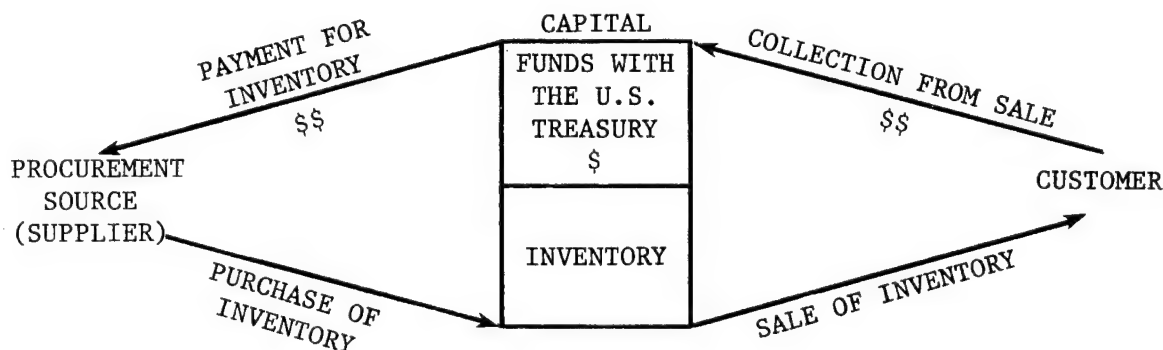 CAPITAL
PAYMENT FOR
INVENTORY
$$
FUNDS WITH
THE U.S.
TREASURY
$
COLLECTION FROM SALE
$$
PROCUREMENT
SOURCE
(SUPPLIER)
CUSTOMER
INVENTORY
PURCHASE OF
INVENTORY
SALE OF INVENTORY